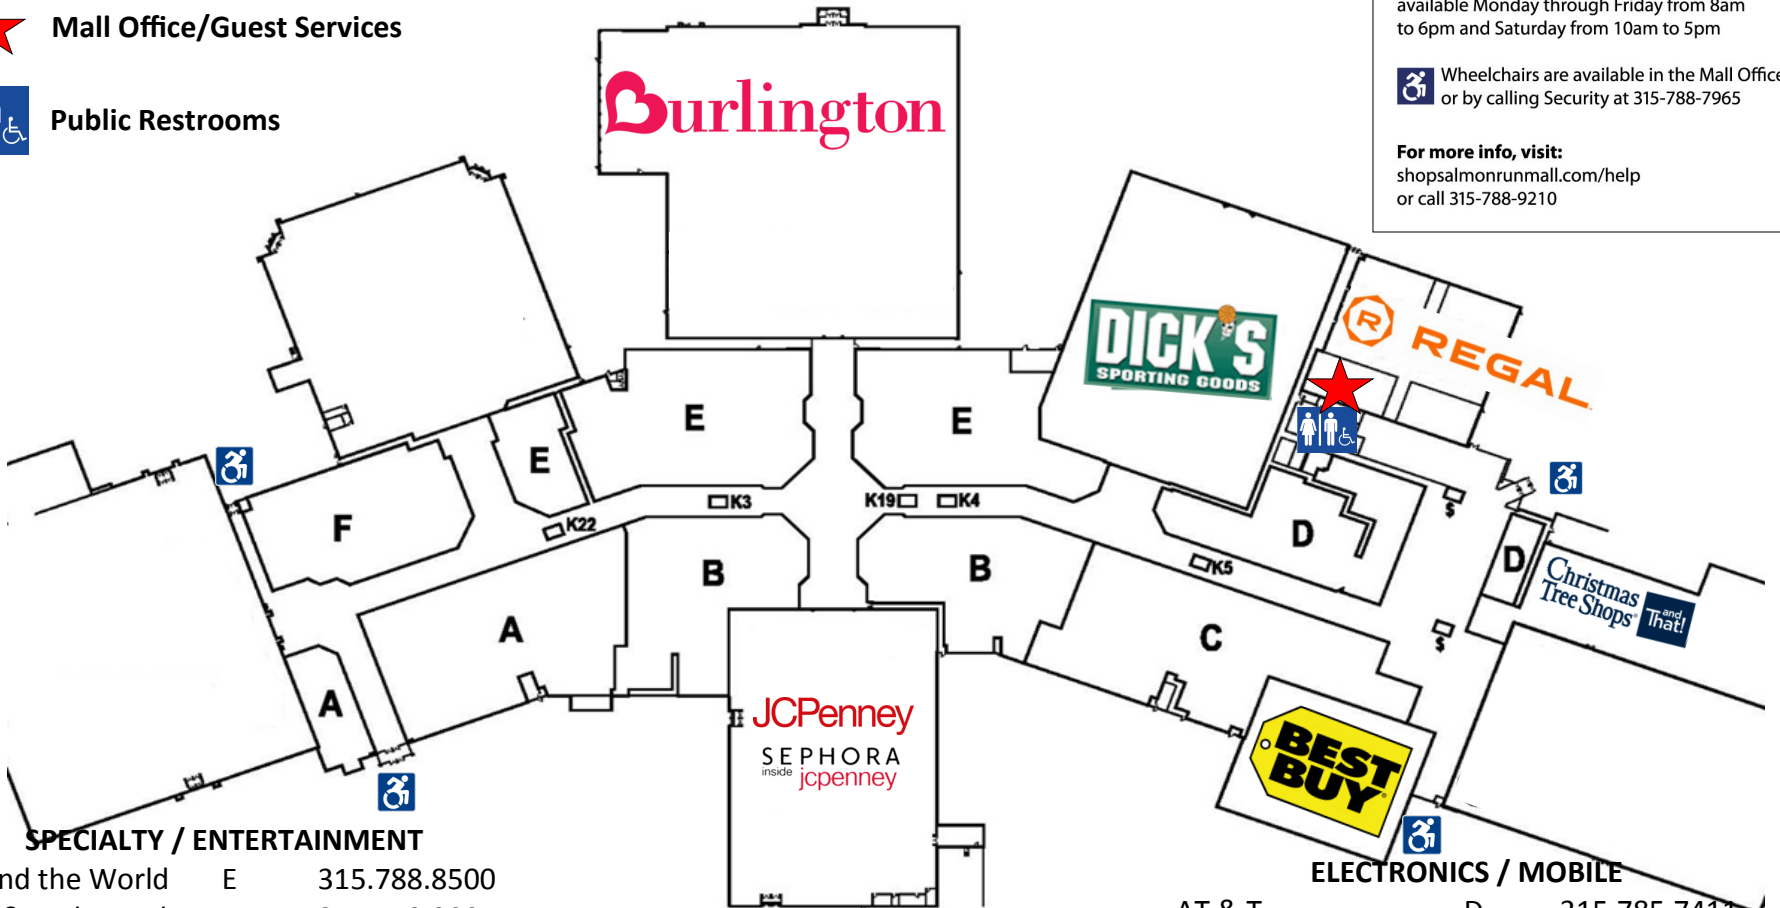 Mall Office/Guest Services
Public Restrooms
available Monday through Friday from 8am
to 6pm and Saturday from 10am to 5pm
Wheelchairs are available in the Mall Office
or by calling Security at 315-788-7965
For more info, visit:
shopsalmonrunmall.com/help
or call 315-788-9210
Burlington
DICK'S
SPORTING GOODS
R REGAL
E
E
E
K3
K19
K4
K22
F
D
$
K5
D
B
B
Christmas
Tree Shops
and
That!
A
C
$
A
JCPenney
SEPHORA
inside jcpenney
BEST
BUY
SPECIALTY / ENTERTAINMENT
nd the World E 315.788.8500
ELECTRONICS / MOBILE
AT & T D 315.785.7411